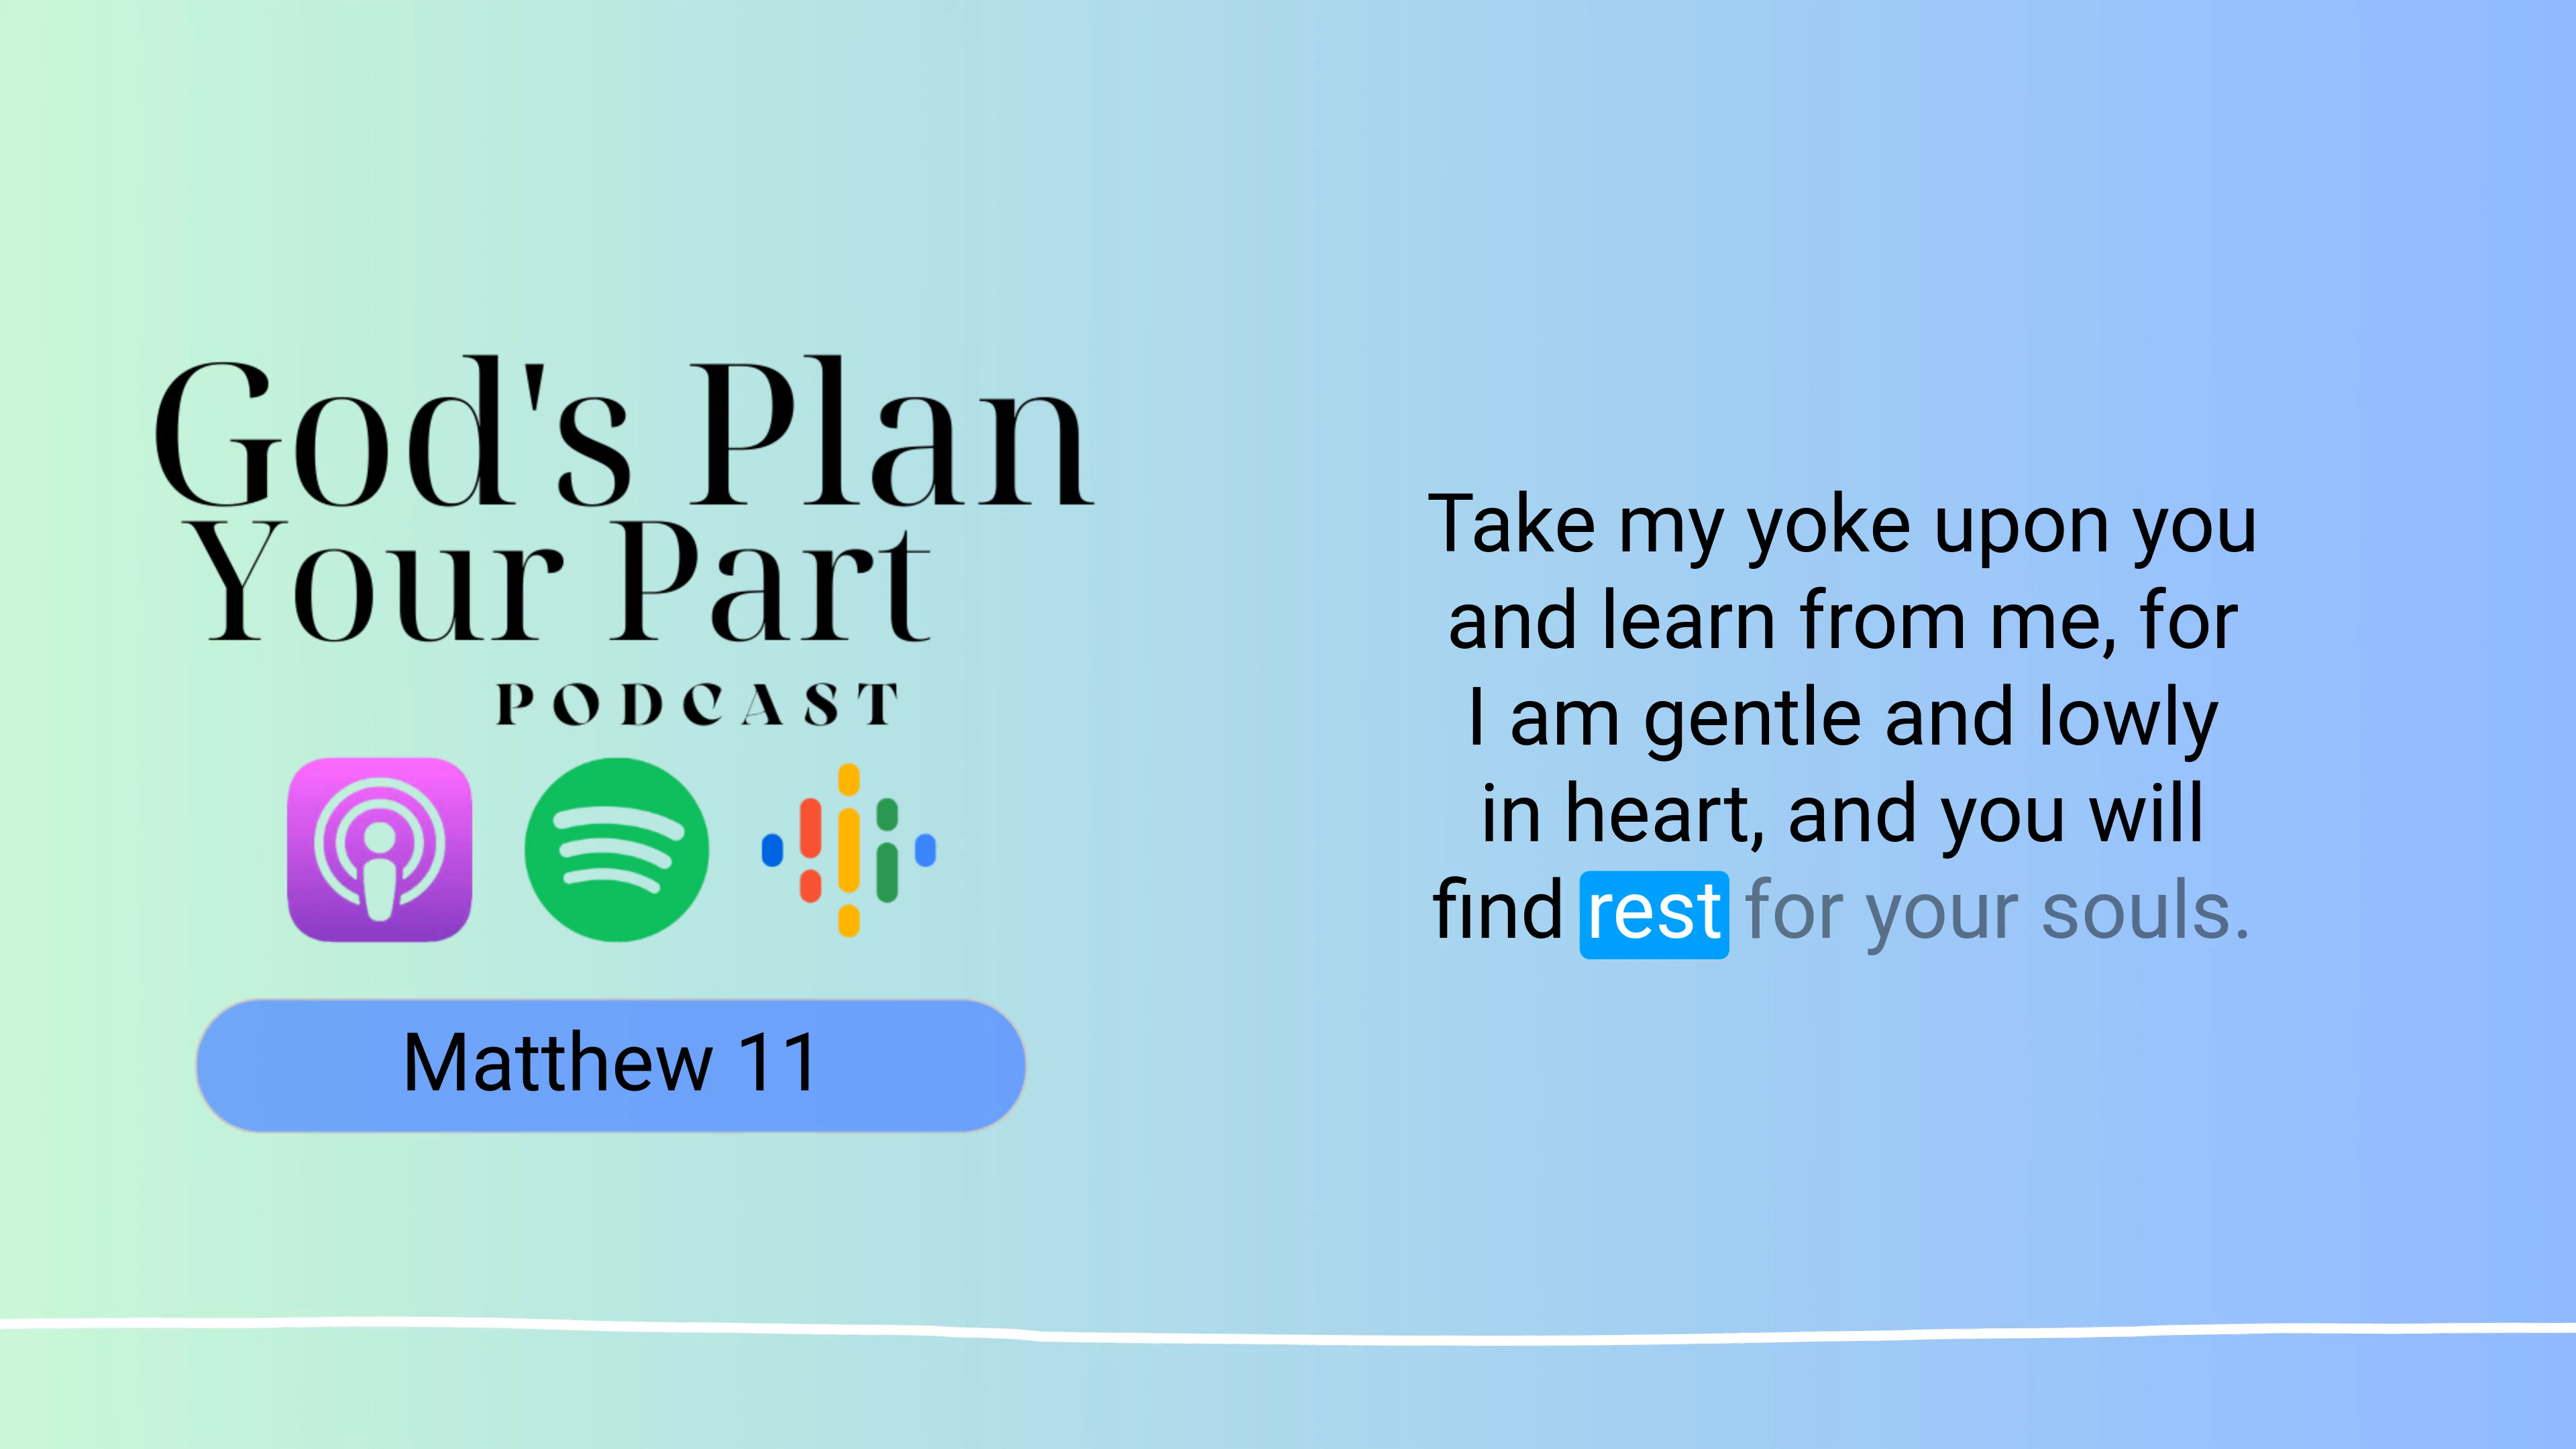 God's Plan
Your Part
PODCAST
Matthew 11
Take my yoke upon you
and learn from me, for
I am gentle and lowly
in heart, and you will
find rest for your souls.